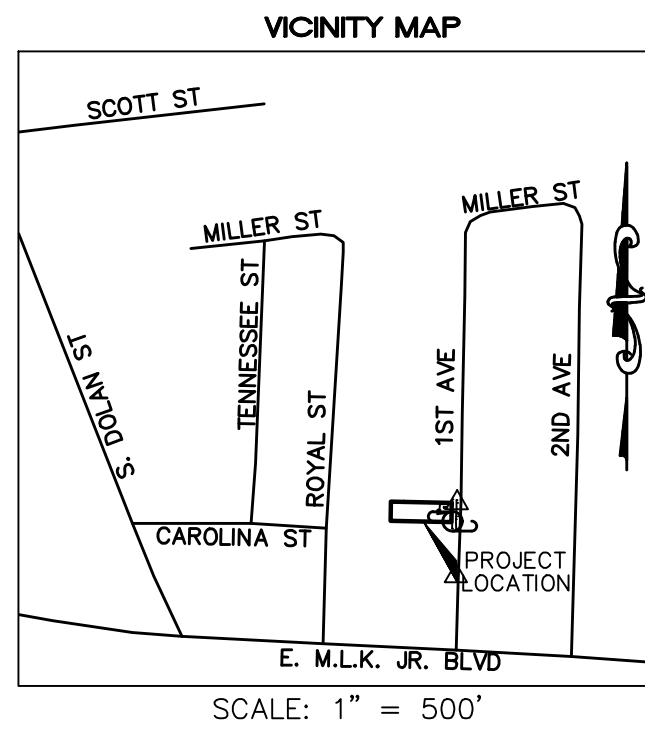 VICINITY MAP
SCOTT ST
MILLER ST
MILLER ST
TENNESSEE ST
S. DOLAN ST
ROYAL ST
1ST AVE
2ND AVE
CAROLINA ST
PROJECT
LOCATION
E. M.L.K. JR. BLVD
SCALE: 1" = 500'